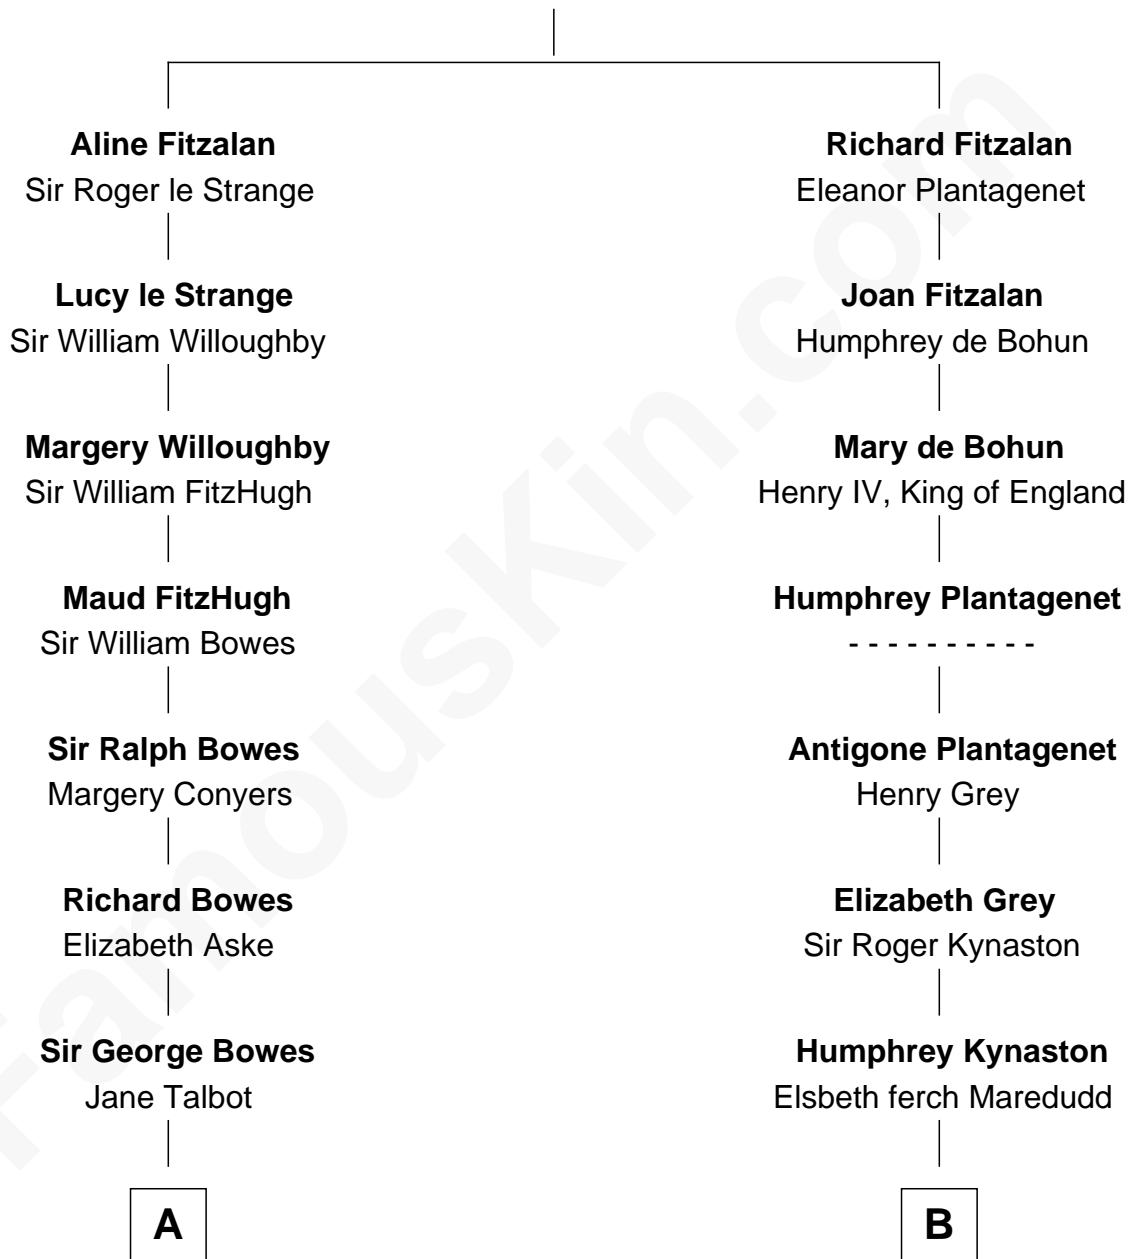 Aline Fitzalan
Sir Roger le Strange
Lucy le Strange
Sir William Willoughby
Margery Willoughby
Sir William FitzHugh
Maud FitzHugh
Sir William Bowes
Sir Ralph Bowes
Margery Conyers
Richard Bowes
Elizabeth Aske
Sir George Bowes
Jane Talbot
A
Richard Fitzalan
Eleanor Plantagenet
Joan Fitzalan
Humphrey de Bohun
Mary de Bohun
Henry IV, King of England
Humphrey Plantagenet
- - - - - - - - - -
Antigone Plantagenet
Henry Grey
Elizabeth Grey
Sir Roger Kynaston
Humphrey Kynaston
Elsbeth ferch Maredudd
B
FamousKin.com